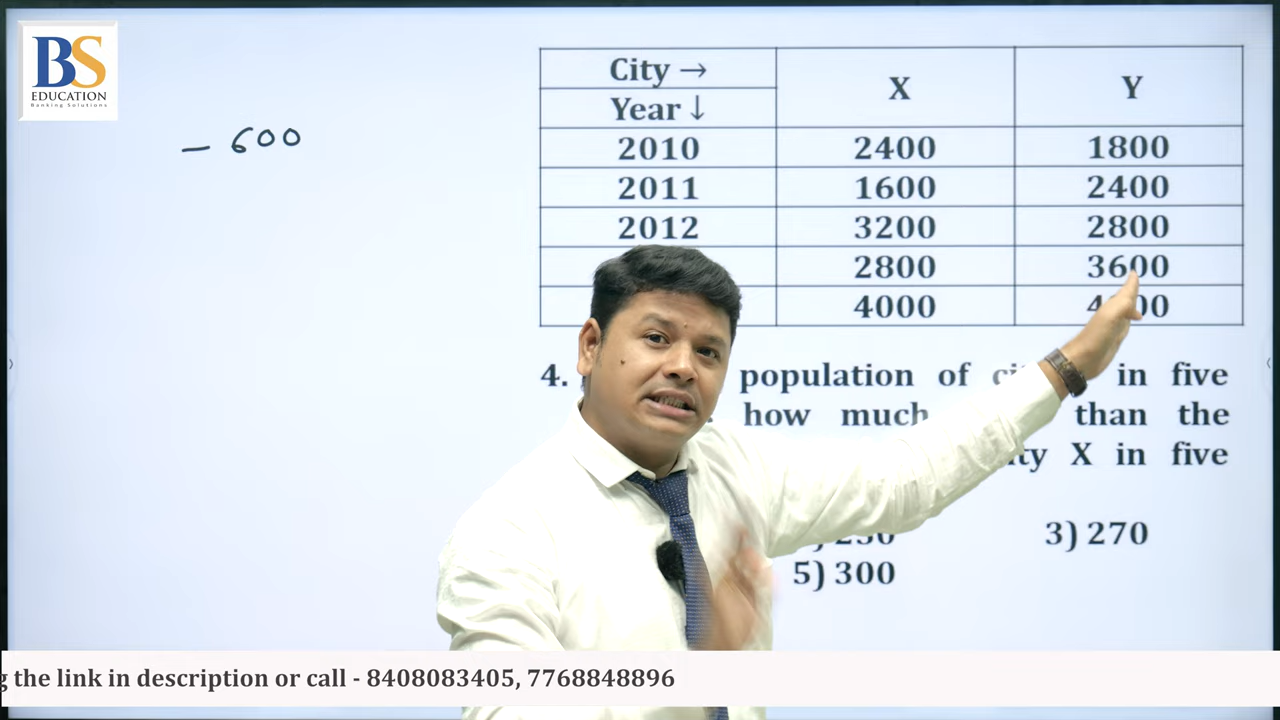 BS
EDUCATION
Banking Solutions
- 600
City → X Y
Year ↓
2010 2400 1800
2011 1600 2400
2012 3200 2800
2800 3600
4000
4. population of in five
how much than the
X in five
3) 270
5) 300
the link in description or call - 8408083405, 7768848896